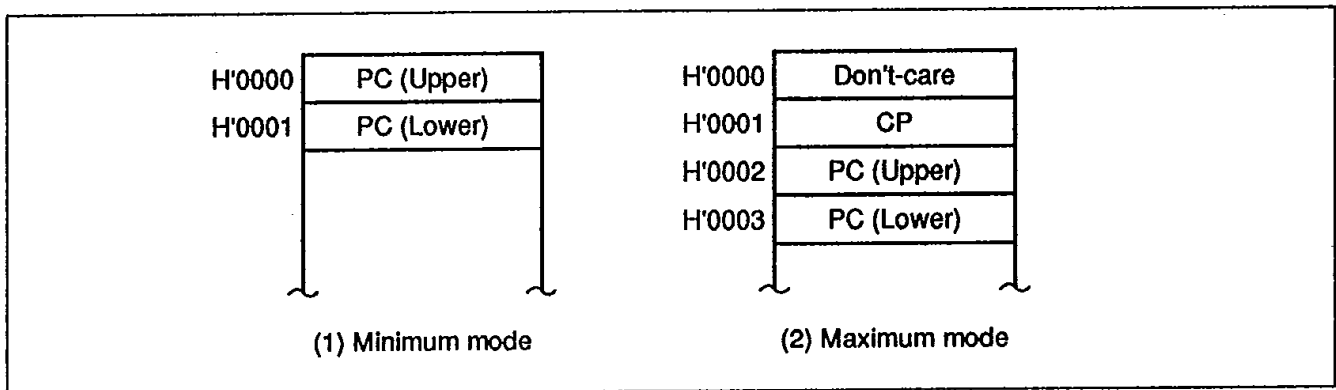 H'0000 PC (Upper)
H'0001 PC (Lower)
(1) Minimum mode
H'0000 Don't-care
H'0001 CP
H'0002 PC (Upper)
H'0003 PC (Lower)
(2) Maximum mode